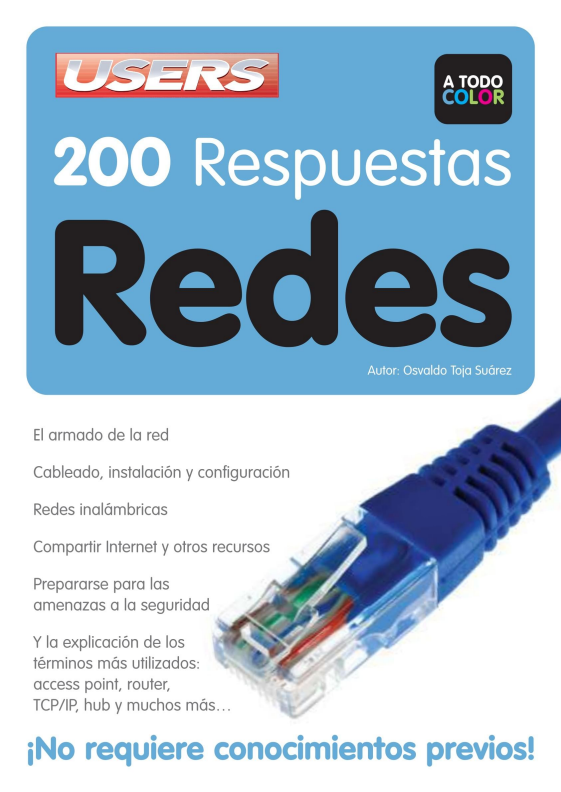 USERS
A TODO
COLOR
200 Respuestas
Redes
Autor: Osvaldo Toja Suárez
El armado de la red
Cableado, instalación y configuración
Redes inalámbricas
Compartir Internet y otros recursos
Prepararse para las
amenazas a la seguridad
Y la explicación de los
términos más utilizados:
access point, router,
TCP/IP, hub y muchos más...
¡No requiere conocimientos previos!